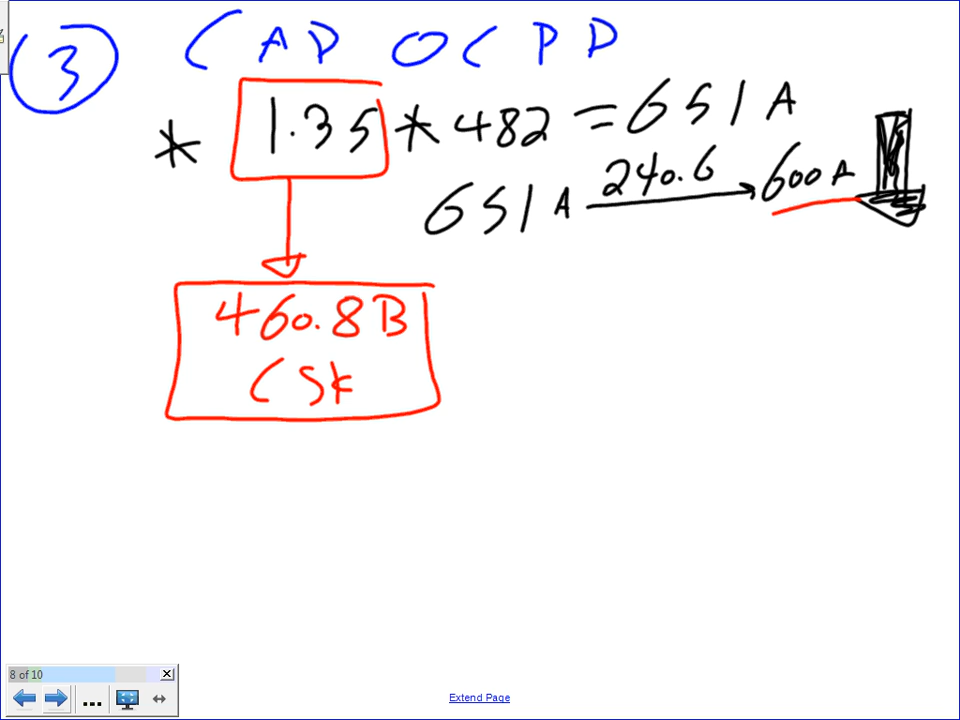 3 CAP OCPD
* 1.35 * 482 = 651 A
651 A 240.6 600 A
460.8B
CSK
8 of 10
...
Extend Page